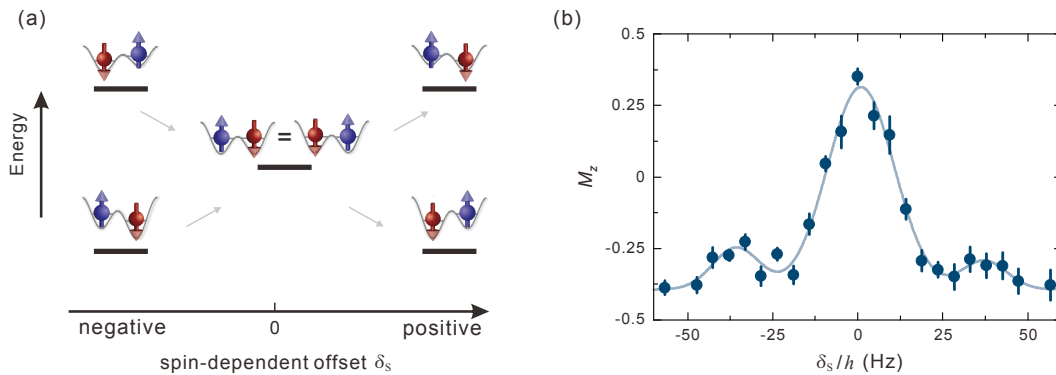 (a)
Energy
=
negative
0
positive
spin-dependent offset δs
(b)
0.5
0.25
0
-0.25
-0.5
Mz
-50
-25
0
25
50
δs/h (Hz)